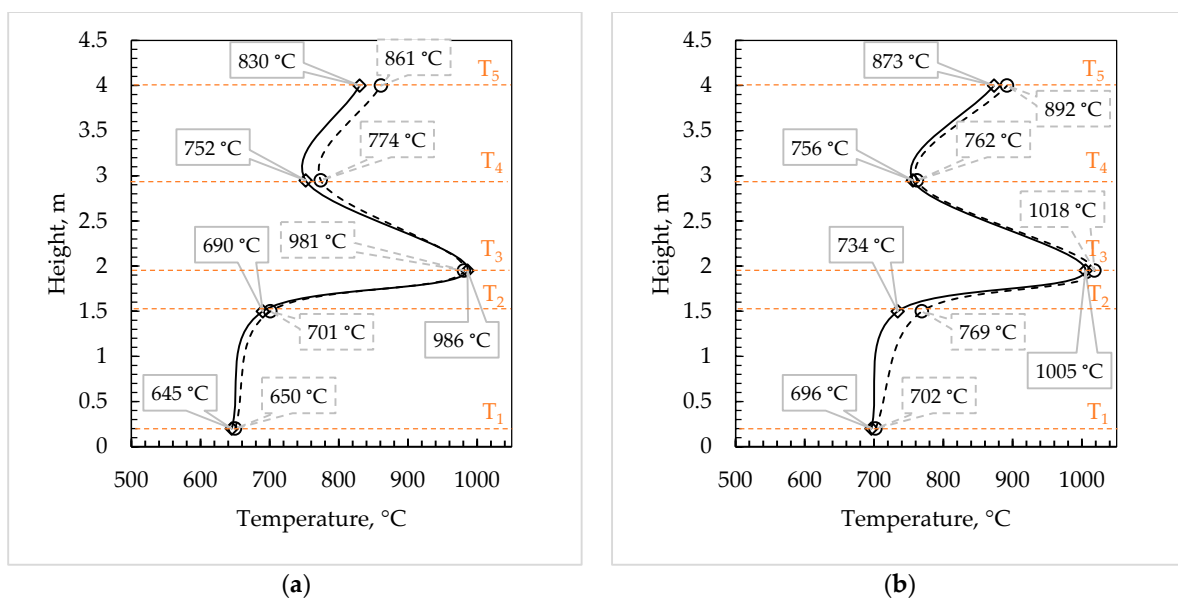 4.5
4
3.5
3
2.5
2
1.5
1
0.5
0
Height, m
500 600 700 800 900 1000
Temperature, °C
830 °C
861 °C
T5
752 °C
774 °C
T4
690 °C
981 °C
T3
T2
701 °C
986 °C
645 °C
650 °C
T1
(a)
4.5
4
3.5
3
2.5
2
1.5
1
0.5
0
Height, m
500 600 700 800 900 1000
Temperature, °C
873 °C
T5
892 °C
756 °C
762 °C
T4
1018 °C
734 °C
T3
T2
769 °C
1005 °C
696 °C
702 °C
T1
(b)